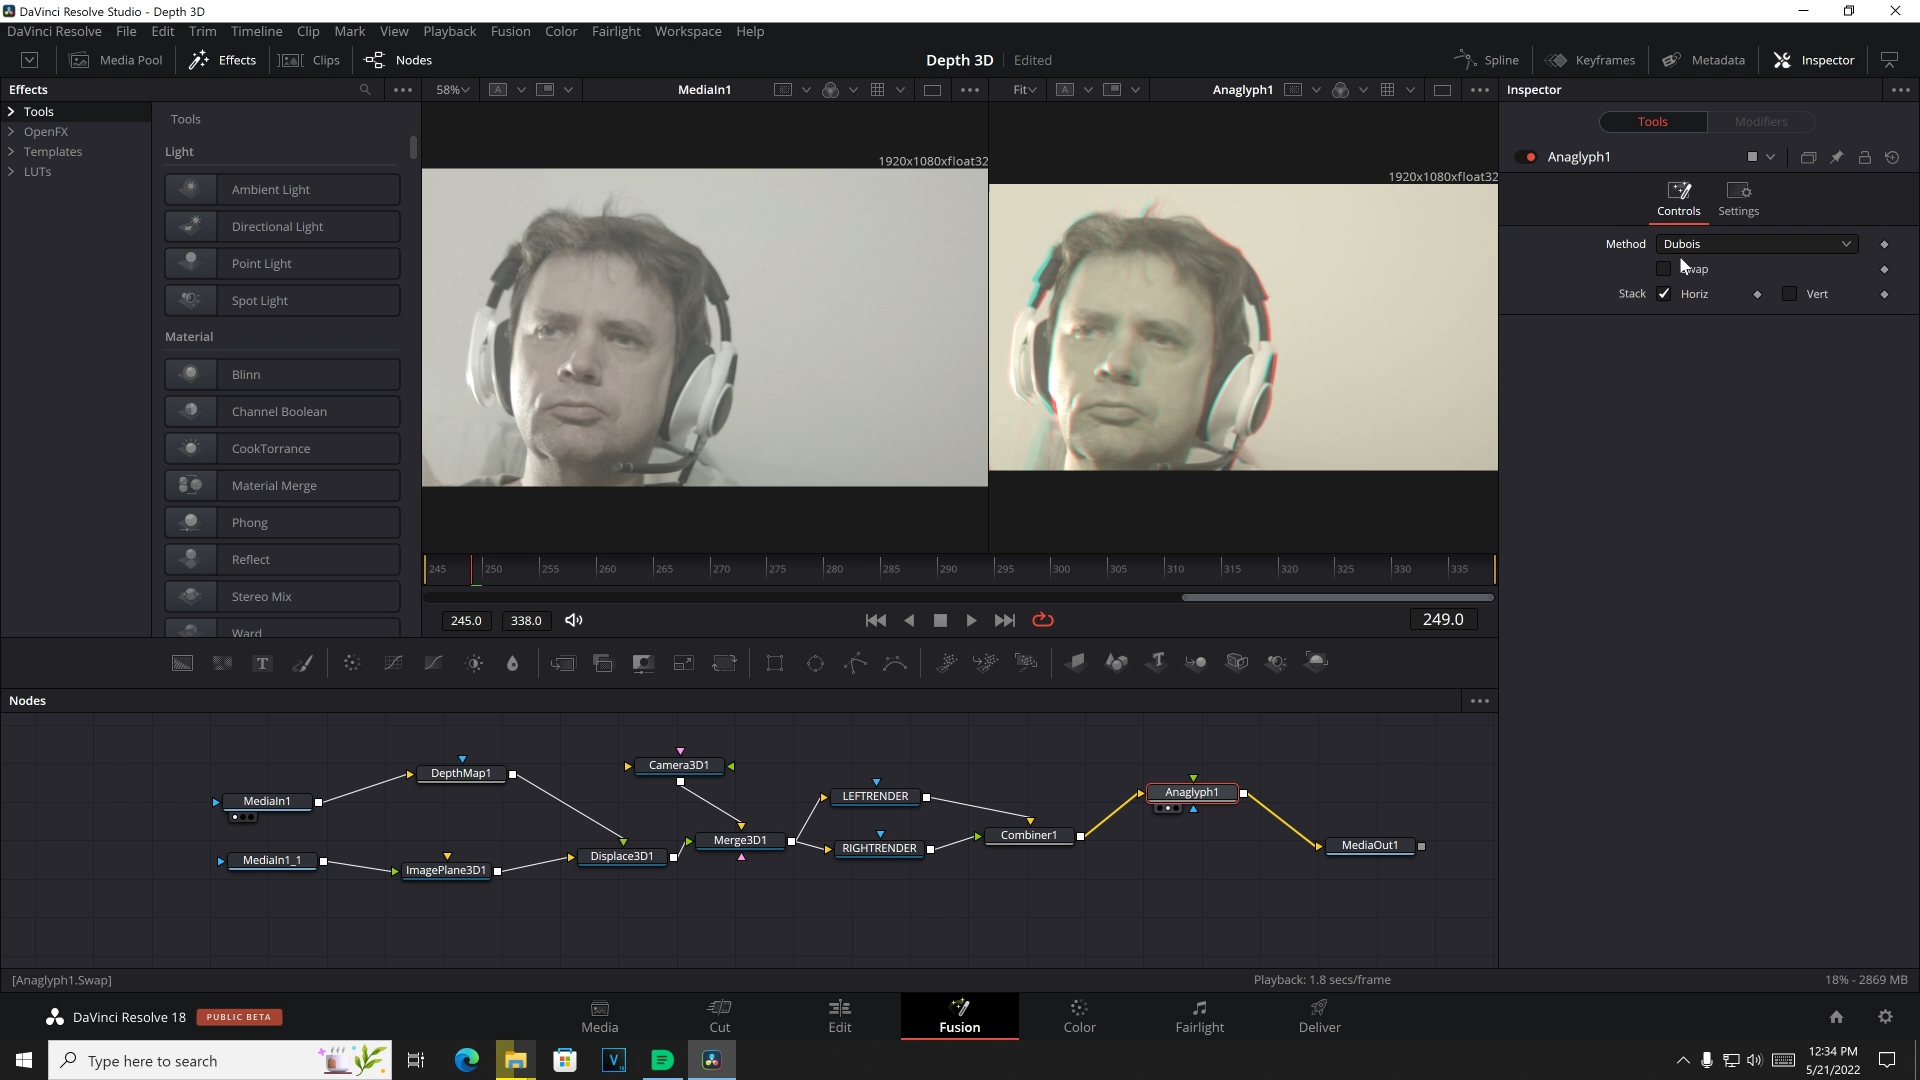 DaVinci Resolve Studio - Depth 3D
DaVinci Resolve File Edit Trim Timeline Clip Mark View Playback Fusion Color Fairlight Workspace Help
Media Pool Effects Clips Nodes Depth 3D Edited Spline Keyframes Metadata Inspector
Effects 58% A MediaIn1 Fit A Anaglyph1 Inspector
Tools
OpenFX
Templates
LUTs
Tools
Light
Ambient Light
Directional Light
Point Light
Spot Light
Material
Blinn
Channel Boolean
CookTorrance
Material Merge
Phong
Reflect
Stereo Mix
Ward
1920x1080xfloat32
1920x1080xfloat32
Tools Modifiers
Anaglyph1
Controls Settings
Method Dubois
Stack Horiz Vert
245 250 255 260 265 270 275 280 285 290 295 300 305 310 315 320 325 330 335
245.0 338.0 249.0
T T
Nodes
Camera3D1
DepthMap1
MediaIn1
LEFTRENDER
Anaglyph1
Combiner1
Merge3D1
RIGHTRENDER
MediaOut1
Displace3D1
MediaIn1_1
ImagePlane3D1
[Anaglyph1.Swap] Playback: 1.8 secs/frame 18% - 2869 MB
DaVinci Resolve 18 PUBLIC BETA Media Cut Edit Fusion Color Fairlight Deliver
Type here to search
V
12:34 PM
5/21/2022